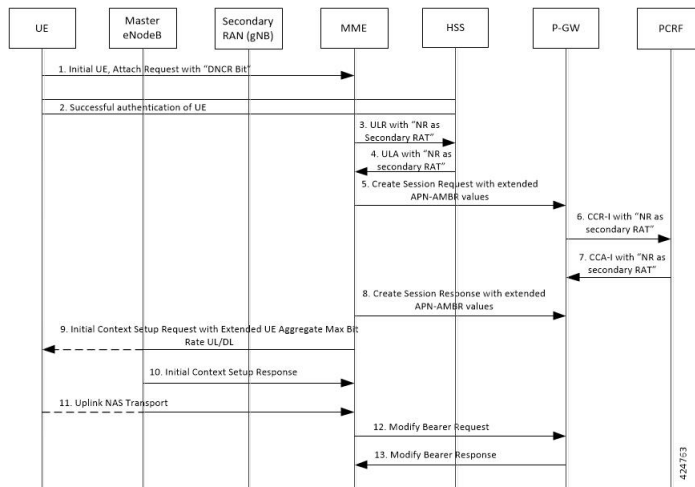 UE
Master
eNodeB
Secondary
RAN (gNB)
MME
HSS
P-GW
PCRF
1. Initial UE, Attach Request with "DNCR Bit"
2. Successful authentication of UE
3. ULR with "NR as
Secondary RAT"
4. ULA with "NR as
secondary RAT"
5. Create Session Request with extended
APN-AMBR values
6. CCR-I with "NR as
secondary RAT"
7. CCA-I with "NR as
secondary RAT"
8. Create Session Response with extended
APN-AMBR values
9. Initial Context Setup Request with Extended UE Aggregate Max Bit
Rate UL/DL
10. Initial Context Setup Response
11. Uplink NAS Transport
12. Modify Bearer Request
13. Modify Bearer Response
424763